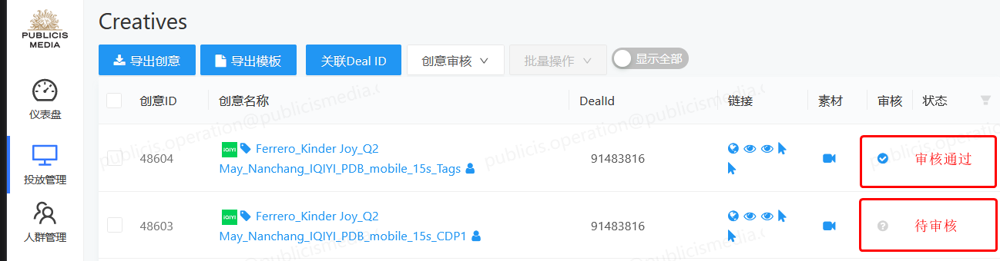 PUBLICIS
MEDIA
仪表盘
投放管理
人群管理
Creatives
导出创意
导出模板
关联Deal ID
创意审核
批量操作
显示全部
创意ID
创意名称
DealId
链接
素材
审核
状态
48604
iQIYI
Ferrero_Kinder Joy_Q2
May_Nanchang_IQIYI_PDB_mobile_15s_Tags
91483816
审核通过
48603
iQIYI
Ferrero_Kinder Joy_Q2
May_Nanchang_IQIYI_PDB_mobile_15s_CDP1
91483816
待审核
publicis.operation@publicismedia.c
publicis.operation@publicismedia.c